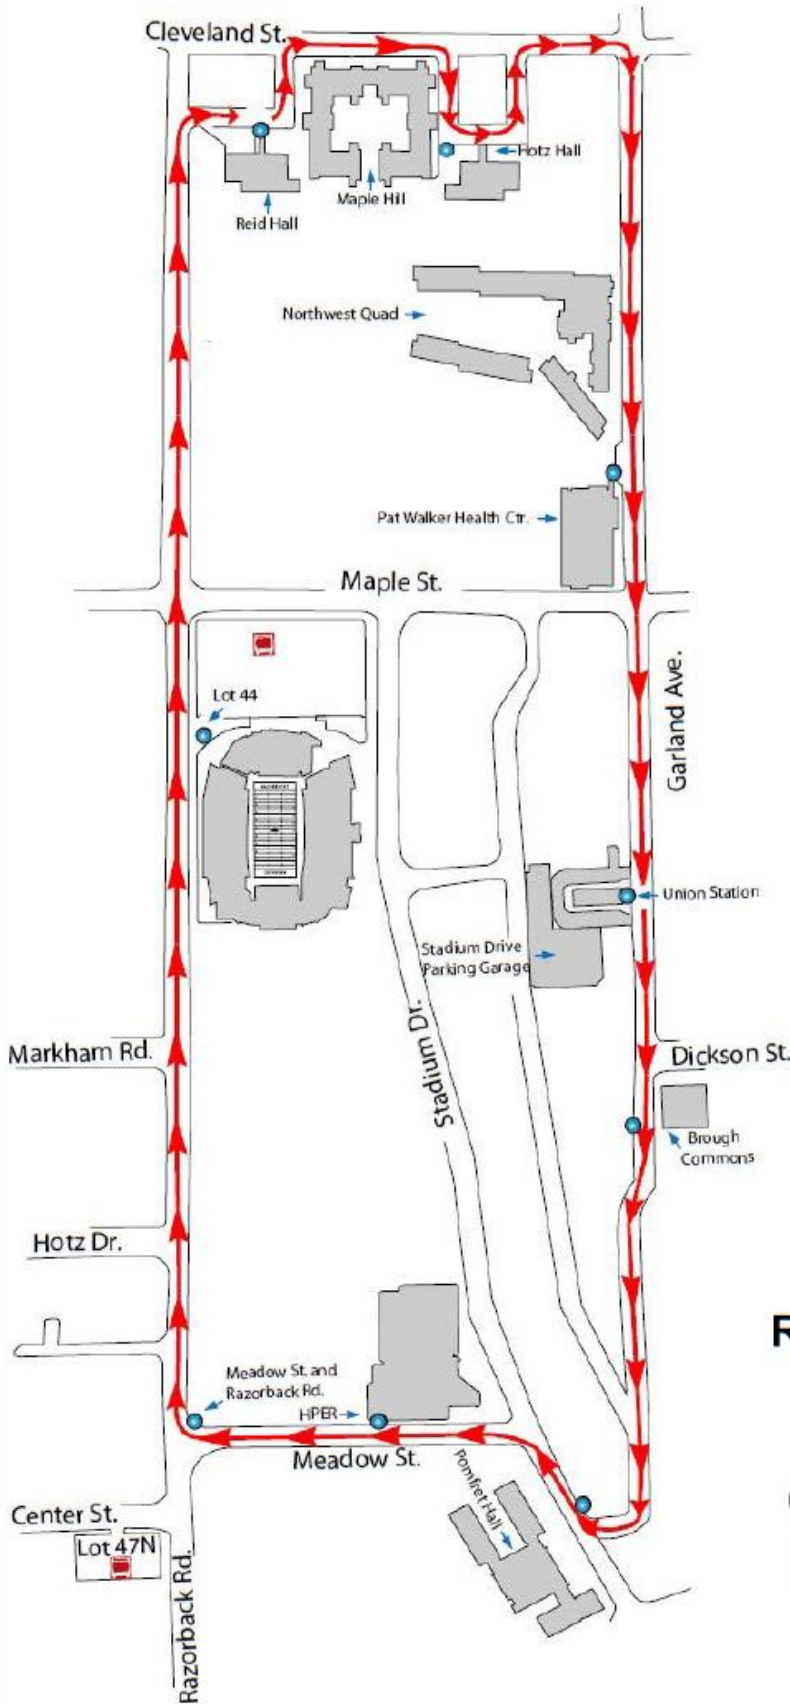 Cleveland St.
Hotz Hall
Maple Hill
Reid Hall
Northwest Quad
Pat Walker Health Ctr.
Maple St.
Lot 44
Garland Ave.
Union Station
Stadium Drive
Parking Garage
Stadium Dr.
Markham Rd.
Dickson St.
Brough
Commons
Hotz Dr.
R
Meadow St. and
Razorback Rd.
HPER
Meadow St.
Pomfret Hall
Center St.
Lot 47N
Razorback Rd.